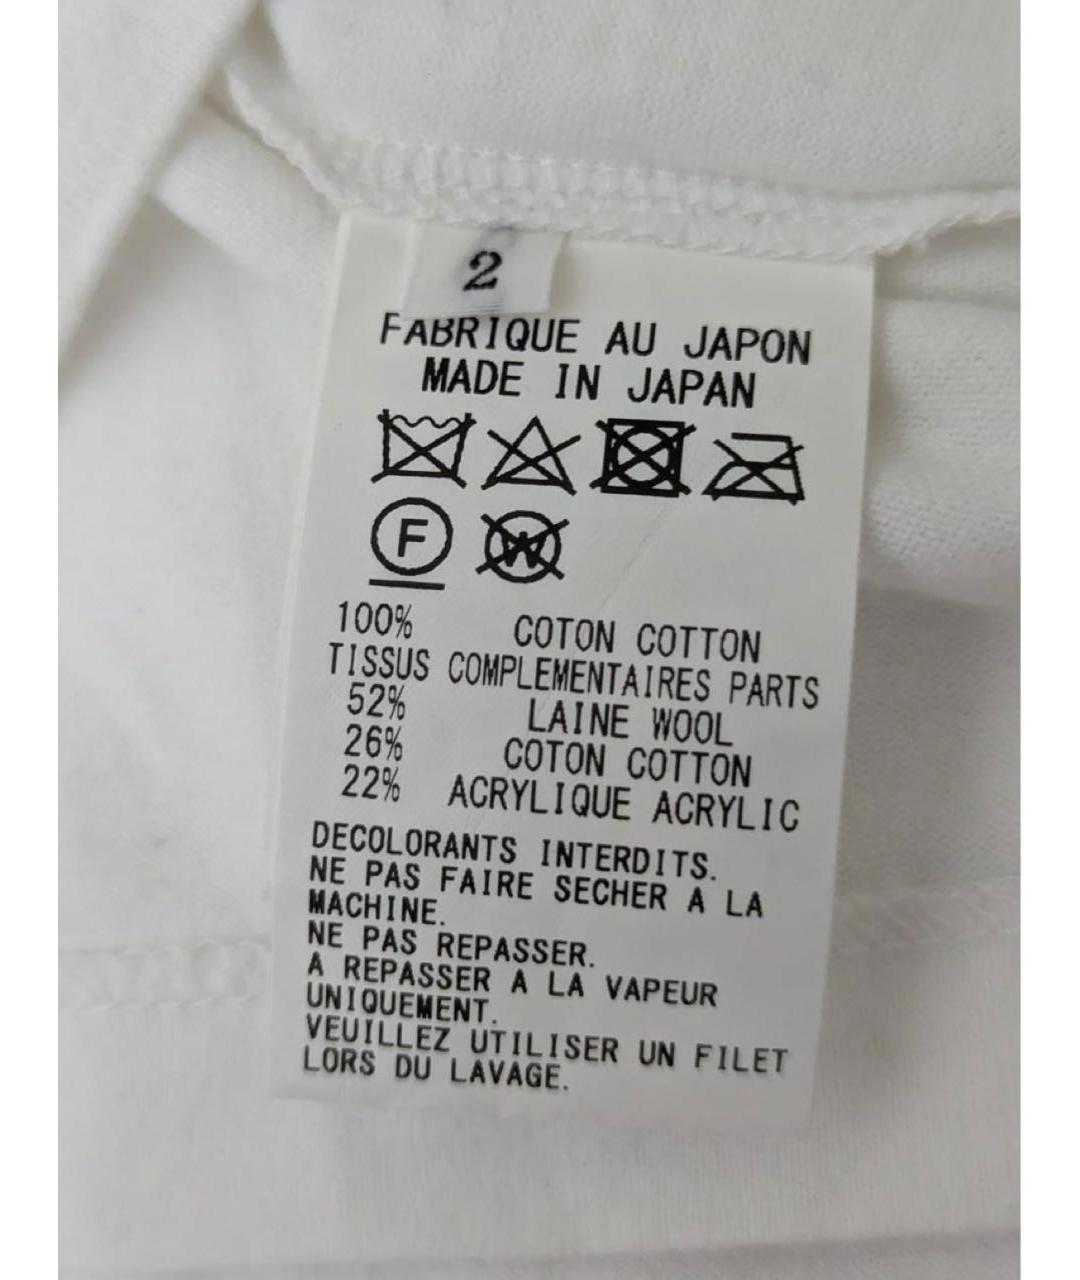 2
FABRIQUE AU JAPON
MADE IN JAPAN
F W
100% COTON COTTON
TISSUS COMPLEMENTAIRES PARTS
52% LAINE WOOL
26% COTON COTTON
22% ACRYLIQUE ACRYLIC
DECOLORANTS INTERDITS.
NE PAS FAIRE SECHER A LA
MACHINE.
NE PAS REPASSER.
A REPASSER A LA VAPEUR
UNIQUEMENT.
VEUILLEZ UTILISER UN FILET
LORS DU LAVAGE.